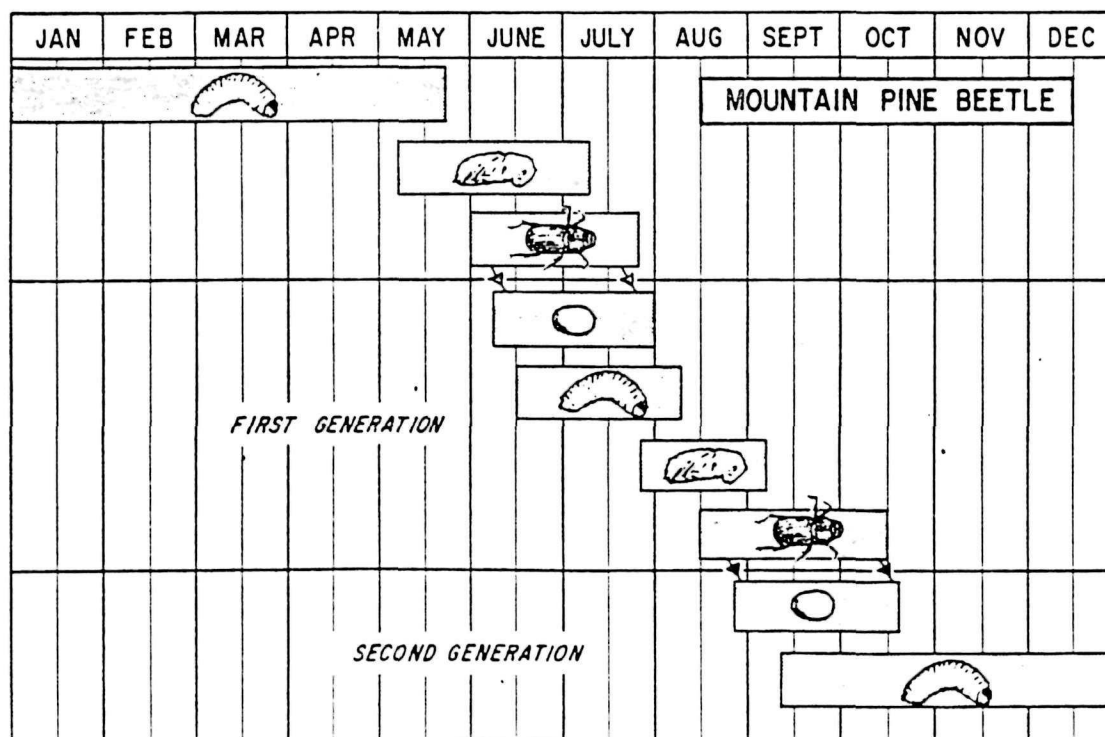 JAN FEB MAR APR MAY JUNE JULY AUG SEPT OCT NOV DEC
MOUNTAIN PINE BEETLE
FIRST GENERATION
SECOND GENERATION